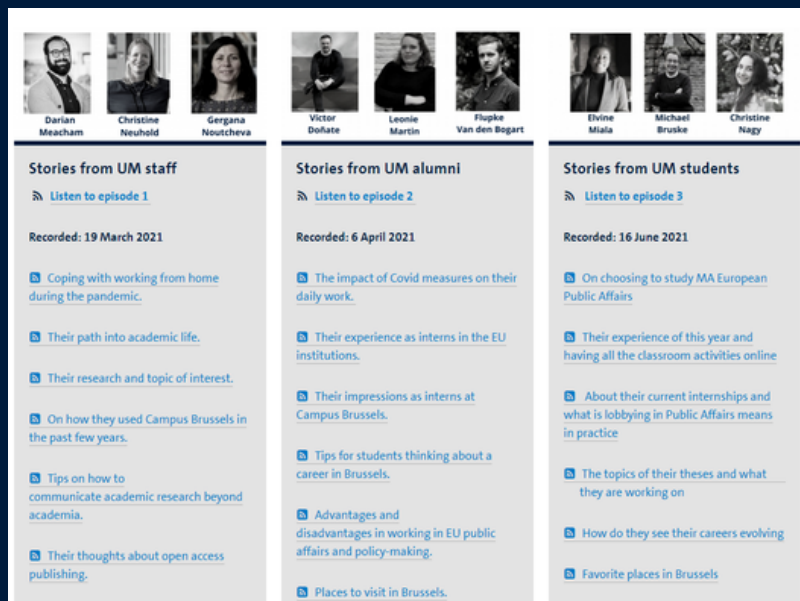 Darian
Meacham
Christine
Neuhold
Gergana
Noutcheva
Stories from UM staff
Listen to episode 1
Recorded: 19 March 2021
Coping with working from home
during the pandemic.
Their path into academic life.
Their research and topic of interest.
On how they used Campus Brussels in
the past few years.
Tips on how to
communicate academic research beyond
academia.
Their thoughts about open access
publishing.
Victor
Doñate
Leonie
Martin
Flupke
Van den Bogart
Stories from UM alumni
Listen to episode 2
Recorded: 6 April 2021
The impact of Covid measures on their
daily work.
Their experience as interns in the EU
institutions.
Their impressions as interns at
Campus Brussels.
Tips for students thinking about a
career in Brussels.
Advantages and
disadvantages in working in EU public
affairs and policy-making.
Places to visit in Brussels.
Elvine
Miala
Michael
Bruske
Christine
Nagy
Stories from UM students
Listen to episode 3
Recorded: 16 June 2021
On choosing to study MA European
Public Affairs
Their experience of this year and
having all the classroom activities online
About their current internships and
what is lobbying in Public Affairs means
in practice
The topics of their theses and what
they are working on
How do they see their careers evolving
Favorite places in Brussels